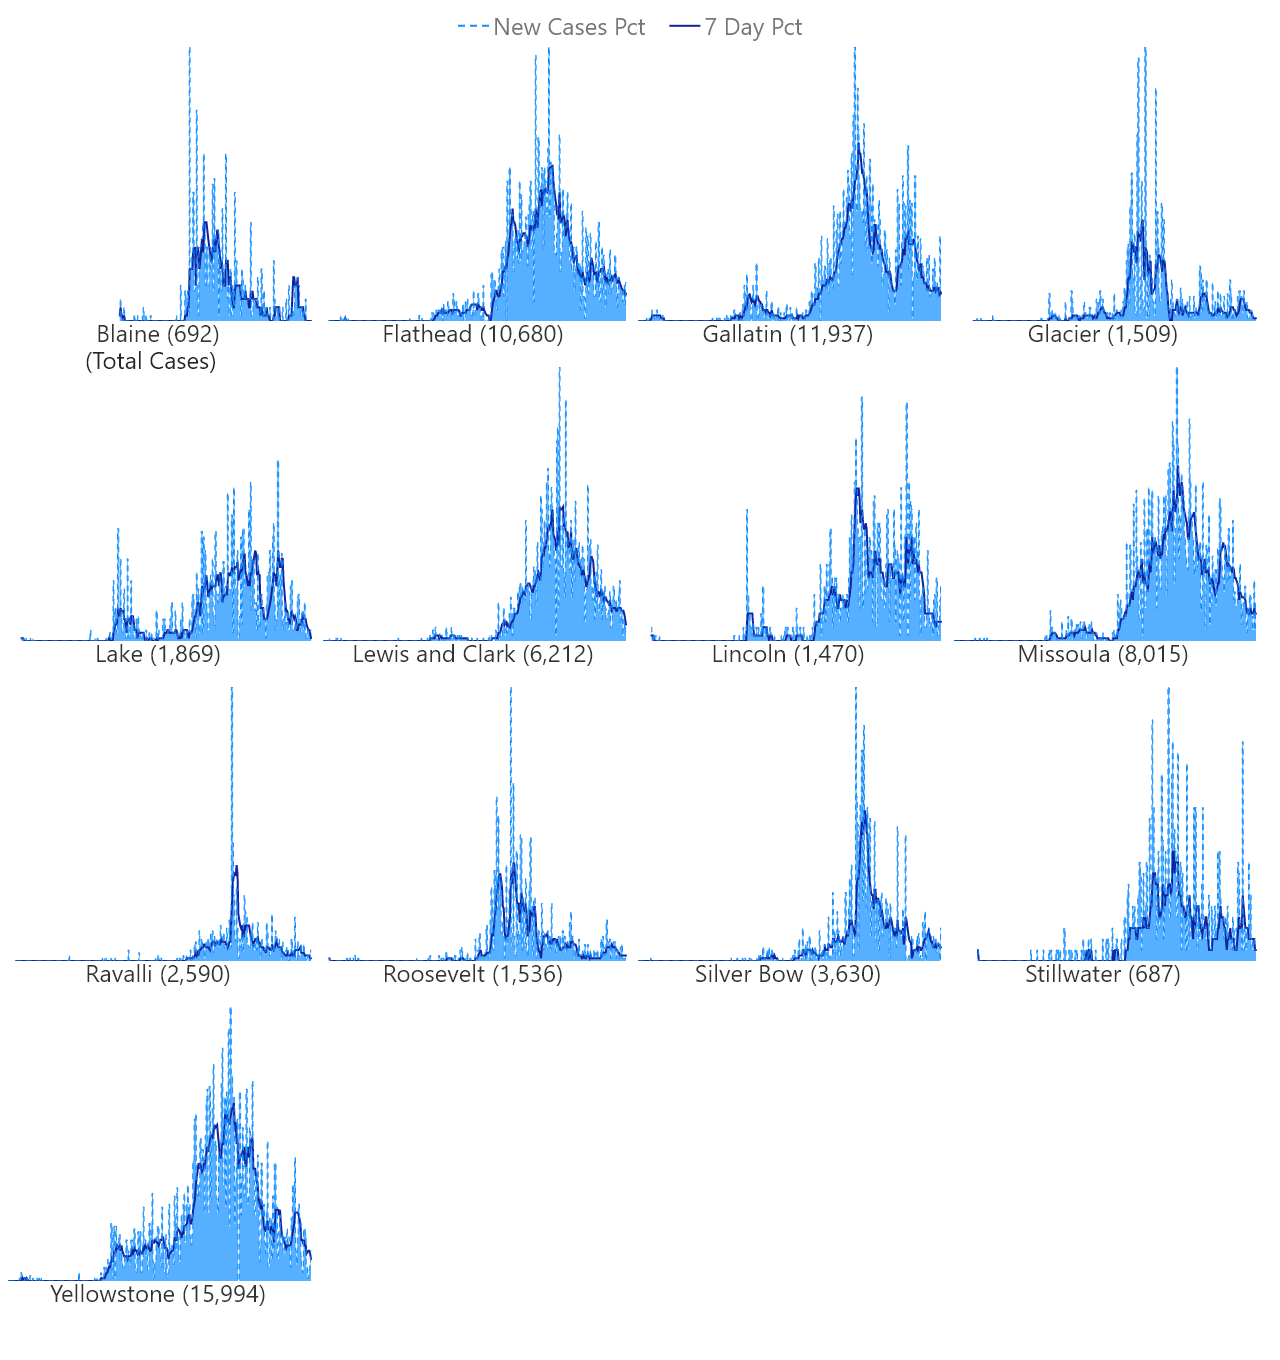 New Cases Pct 7 Day Pct
Blaine (692) Flathead (10,680) Gallatin (11,937) Glacier (1,509)
(Total Cases)
Lake (1,869) Lewis and Clark (6,212) Lincoln (1,470) Missoula (8,015)
Ravalli (2,590) Roosevelt (1,536) Silver Bow (3,630) Stillwater (687)
Yellowstone (15,994)